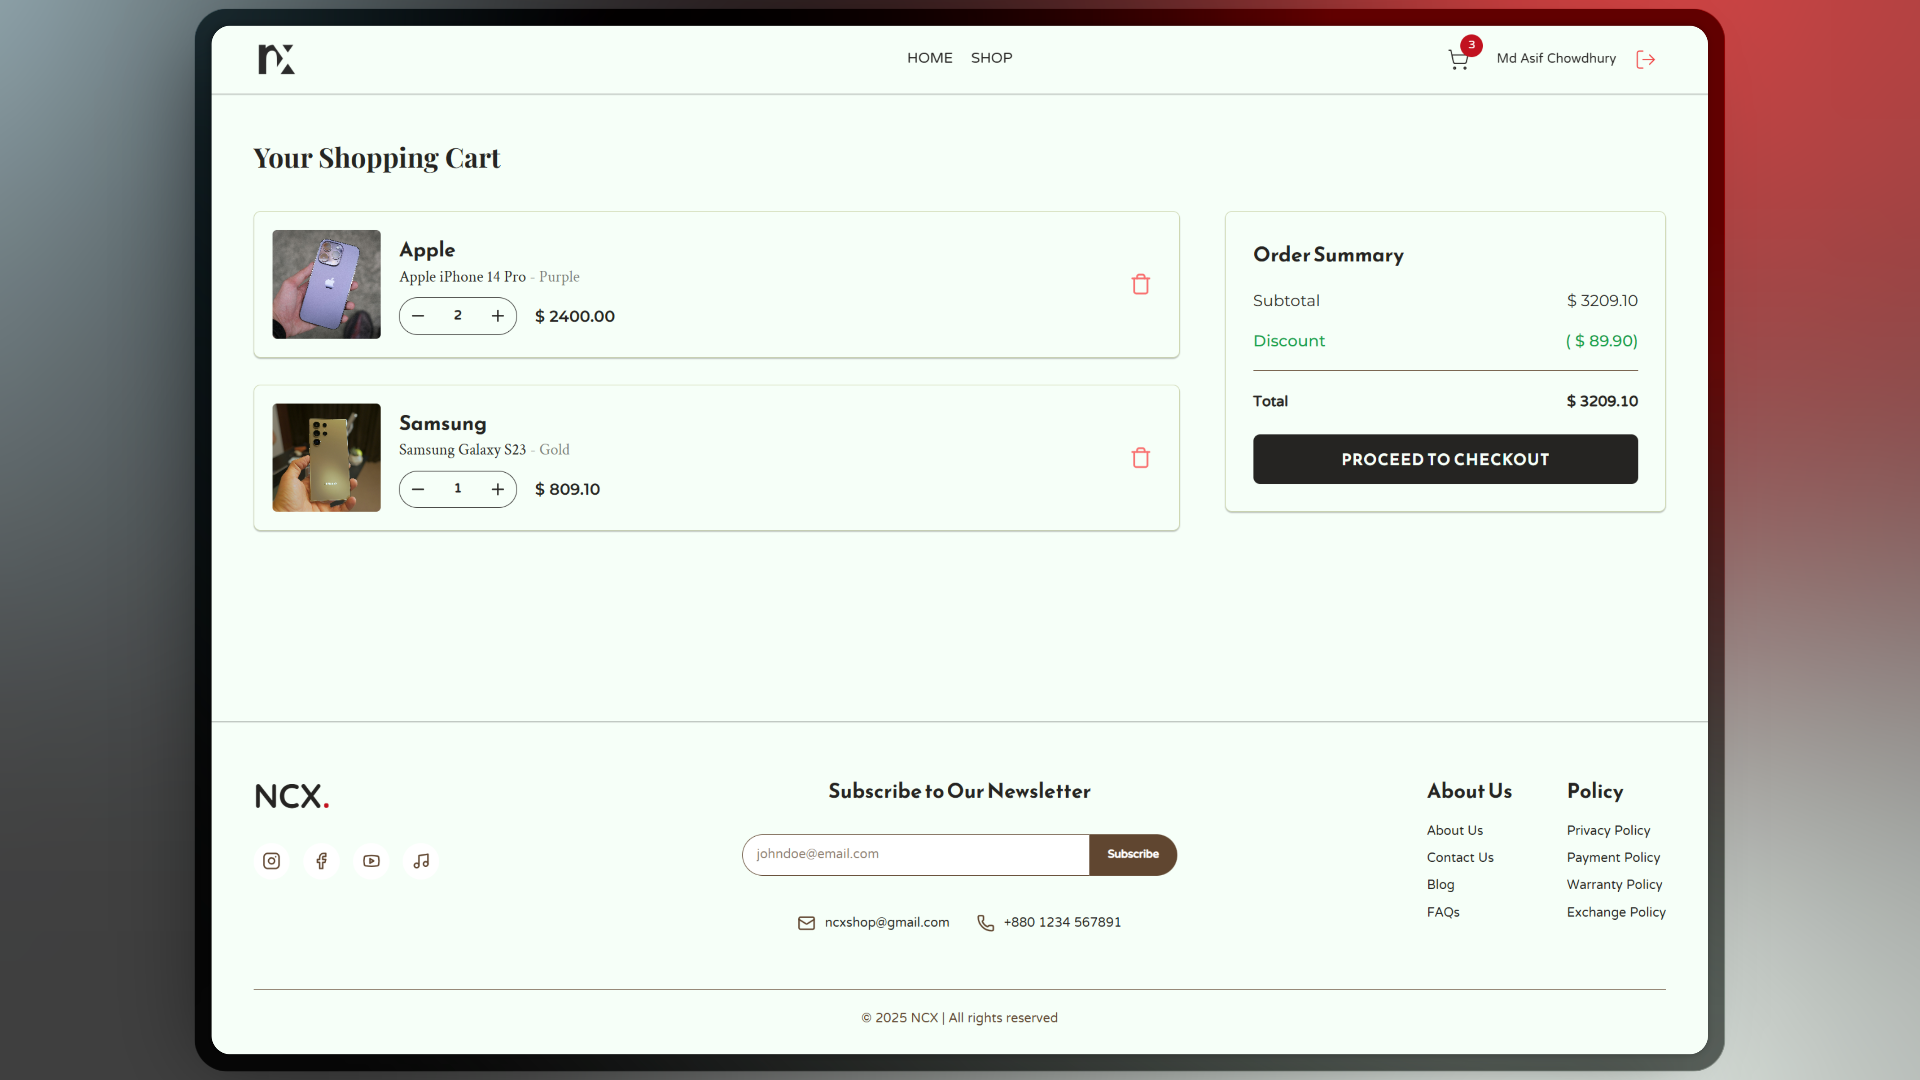 nx
HOME SHOP
3
Md Asif Chowdhury
Your Shopping Cart
Apple
Apple iPhone 14 Pro - Purple
2
$ 2400.00
Samsung
Samsung Galaxy S23 - Gold
1
$ 809.10
Order Summary
Subtotal $ 3209.10
Discount ( $ 89.90)
Total $ 3209.10
PROCEED TO CHECKOUT
NCX.
Subscribe to Our Newsletter
johndoe@email.com Subscribe
ncxshop@gmail.com +880 1234 567891
About Us
About Us
Contact Us
Blog
FAQs
Policy
Privacy Policy
Payment Policy
Warranty Policy
Exchange Policy
© 2025 NCX | All rights reserved